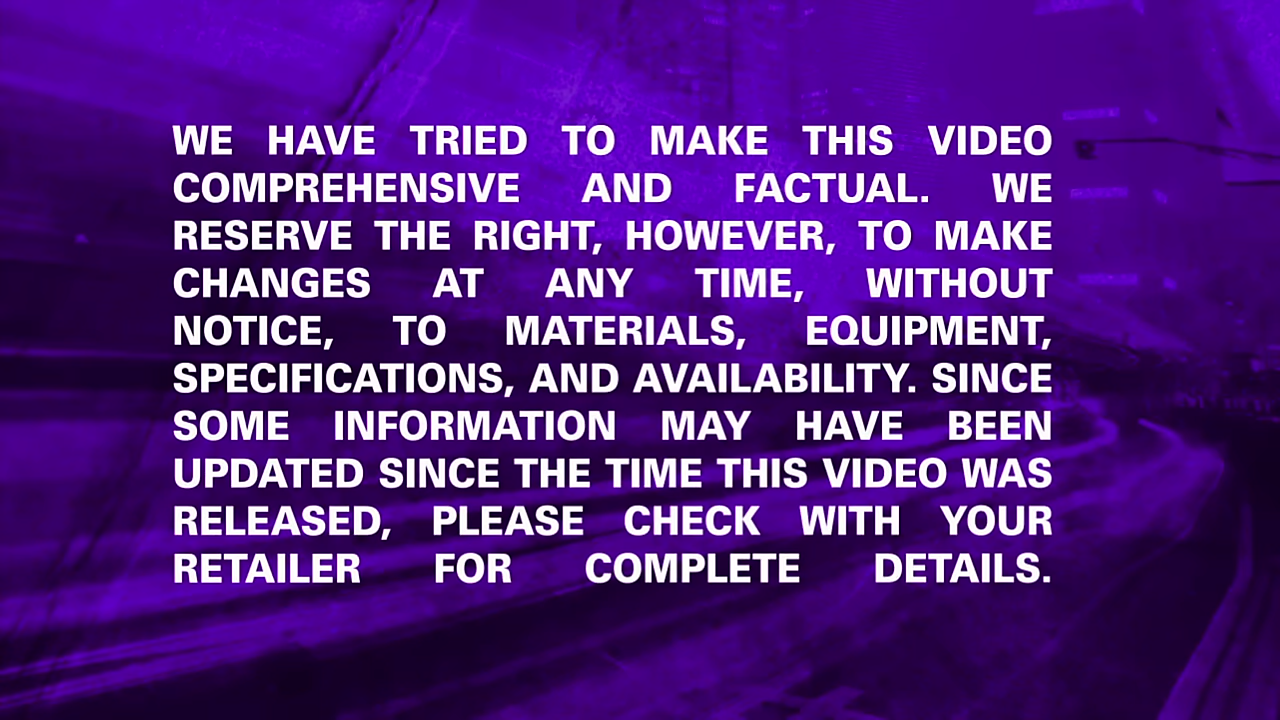 WE HAVE TRIED TO MAKE THIS VIDEO
COMPREHENSIVE AND FACTUAL. WE
RESERVE THE RIGHT, HOWEVER, TO MAKE
CHANGES AT ANY TIME, WITHOUT
NOTICE, TO MATERIALS, EQUIPMENT,
SPECIFICATIONS, AND AVAILABILITY. SINCE
SOME INFORMATION MAY HAVE BEEN
UPDATED SINCE THE TIME THIS VIDEO WAS
RELEASED, PLEASE CHECK WITH YOUR
RETAILER FOR COMPLETE DETAILS.